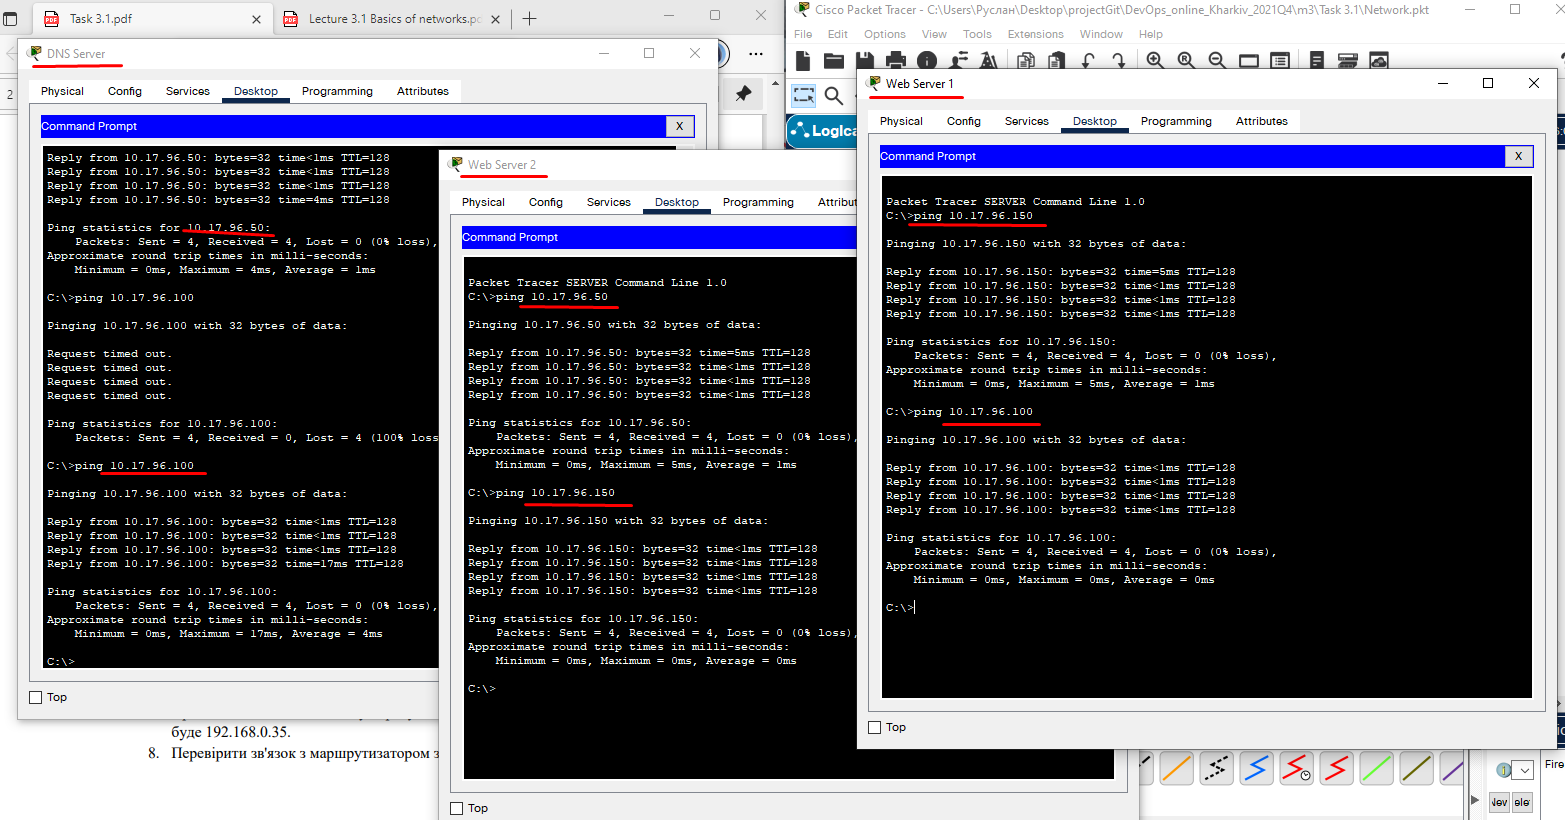 Task 3.1.pdf
Lecture 3.1 Basics of networks.pd
Cisco Packet Tracer - C:\Users\Руслан\Desktop\projectGit\DevOps_online_Kharkiv_2021Q4\m3\Task 3.1\Network.pkt
File Edit Options View Tools Extensions Window Help
Logica
2
DNS Server
Physical Config Services Desktop Programming Attributes
Command Prompt
X
Reply from 10.17.96.50: bytes=32 time<1ms TTL=128
Reply from 10.17.96.50: bytes=32 time<1ms TTL=128
Reply from 10.17.96.50: bytes=32 time<1ms TTL=128
Reply from 10.17.96.50: bytes=32 time=4ms TTL=128
Ping statistics for 10.17.96.50:
Packets: Sent = 4, Received = 4, Lost = 0 (0% loss),
Approximate round trip times in milli-seconds:
Minimum = 0ms, Maximum = 4ms, Average = 1ms
C:\>ping 10.17.96.100
Pinging 10.17.96.100 with 32 bytes of data:
Request timed out.
Request timed out.
Request timed out.
Request timed out.
Ping statistics for 10.17.96.100:
Packets: Sent = 4, Received = 0, Lost = 4 (100% loss
C:\>ping 10.17.96.100
Pinging 10.17.96.100 with 32 bytes of data:
Reply from 10.17.96.100: bytes=32 time<1ms TTL=128
Reply from 10.17.96.100: bytes=32 time<1ms TTL=128
Reply from 10.17.96.100: bytes=32 time<1ms TTL=128
Reply from 10.17.96.100: bytes=32 time=17ms TTL=128
Ping statistics for 10.17.96.100:
Packets: Sent = 4, Received = 4, Lost = 0 (0% loss),
Approximate round trip times in milli-seconds:
Minimum = 0ms, Maximum = 17ms, Average = 4ms
C:\>
Top
буде 192.168.0.35.
8. Перевірити зв'язок з маршрутизатором з
Web Server 2
Physical Config Services Desktop Programming Attribut
Command Prompt
Packet Tracer SERVER Command Line 1.0
C:\>ping 10.17.96.50
Pinging 10.17.96.50 with 32 bytes of data:
Reply from 10.17.96.50: bytes=32 time=5ms TTL=128
Reply from 10.17.96.50: bytes=32 time<1ms TTL=128
Reply from 10.17.96.50: bytes=32 time<1ms TTL=128
Reply from 10.17.96.50: bytes=32 time<1ms TTL=128
Ping statistics for 10.17.96.50:
Packets: Sent = 4, Received = 4, Lost = 0 (0% loss),
Approximate round trip times in milli-seconds:
Minimum = 0ms, Maximum = 5ms, Average = 1ms
C:\>ping 10.17.96.150
Pinging 10.17.96.150 with 32 bytes of data:
Reply from 10.17.96.150: bytes=32 time<1ms TTL=128
Reply from 10.17.96.150: bytes=32 time<1ms TTL=128
Reply from 10.17.96.150: bytes=32 time<1ms TTL=128
Reply from 10.17.96.150: bytes=32 time<1ms TTL=128
Ping statistics for 10.17.96.150:
Packets: Sent = 4, Received = 4, Lost = 0 (0% loss),
Approximate round trip times in milli-seconds:
Minimum = 0ms, Maximum = 0ms, Average = 0ms
C:\>
Top
Web Server 1
Physical Config Services Desktop Programming Attributes
Command Prompt
X
Packet Tracer SERVER Command Line 1.0
C:\>ping 10.17.96.150
Pinging 10.17.96.150 with 32 bytes of data:
Reply from 10.17.96.150: bytes=32 time=5ms TTL=128
Reply from 10.17.96.150: bytes=32 time<1ms TTL=128
Reply from 10.17.96.150: bytes=32 time<1ms TTL=128
Reply from 10.17.96.150: bytes=32 time<1ms TTL=128
Ping statistics for 10.17.96.150:
Packets: Sent = 4, Received = 4, Lost = 0 (0% loss),
Approximate round trip times in milli-seconds:
Minimum = 0ms, Maximum = 5ms, Average = 1ms
C:\>ping 10.17.96.100
Pinging 10.17.96.100 with 32 bytes of data:
Reply from 10.17.96.100: bytes=32 time<1ms TTL=128
Reply from 10.17.96.100: bytes=32 time<1ms TTL=128
Reply from 10.17.96.100: bytes=32 time<1ms TTL=128
Reply from 10.17.96.100: bytes=32 time<1ms TTL=128
Ping statistics for 10.17.96.100:
Packets: Sent = 4, Received = 4, Lost = 0 (0% loss),
Approximate round trip times in milli-seconds:
Minimum = 0ms, Maximum = 0ms, Average = 0ms
C:\>
Top
Fire